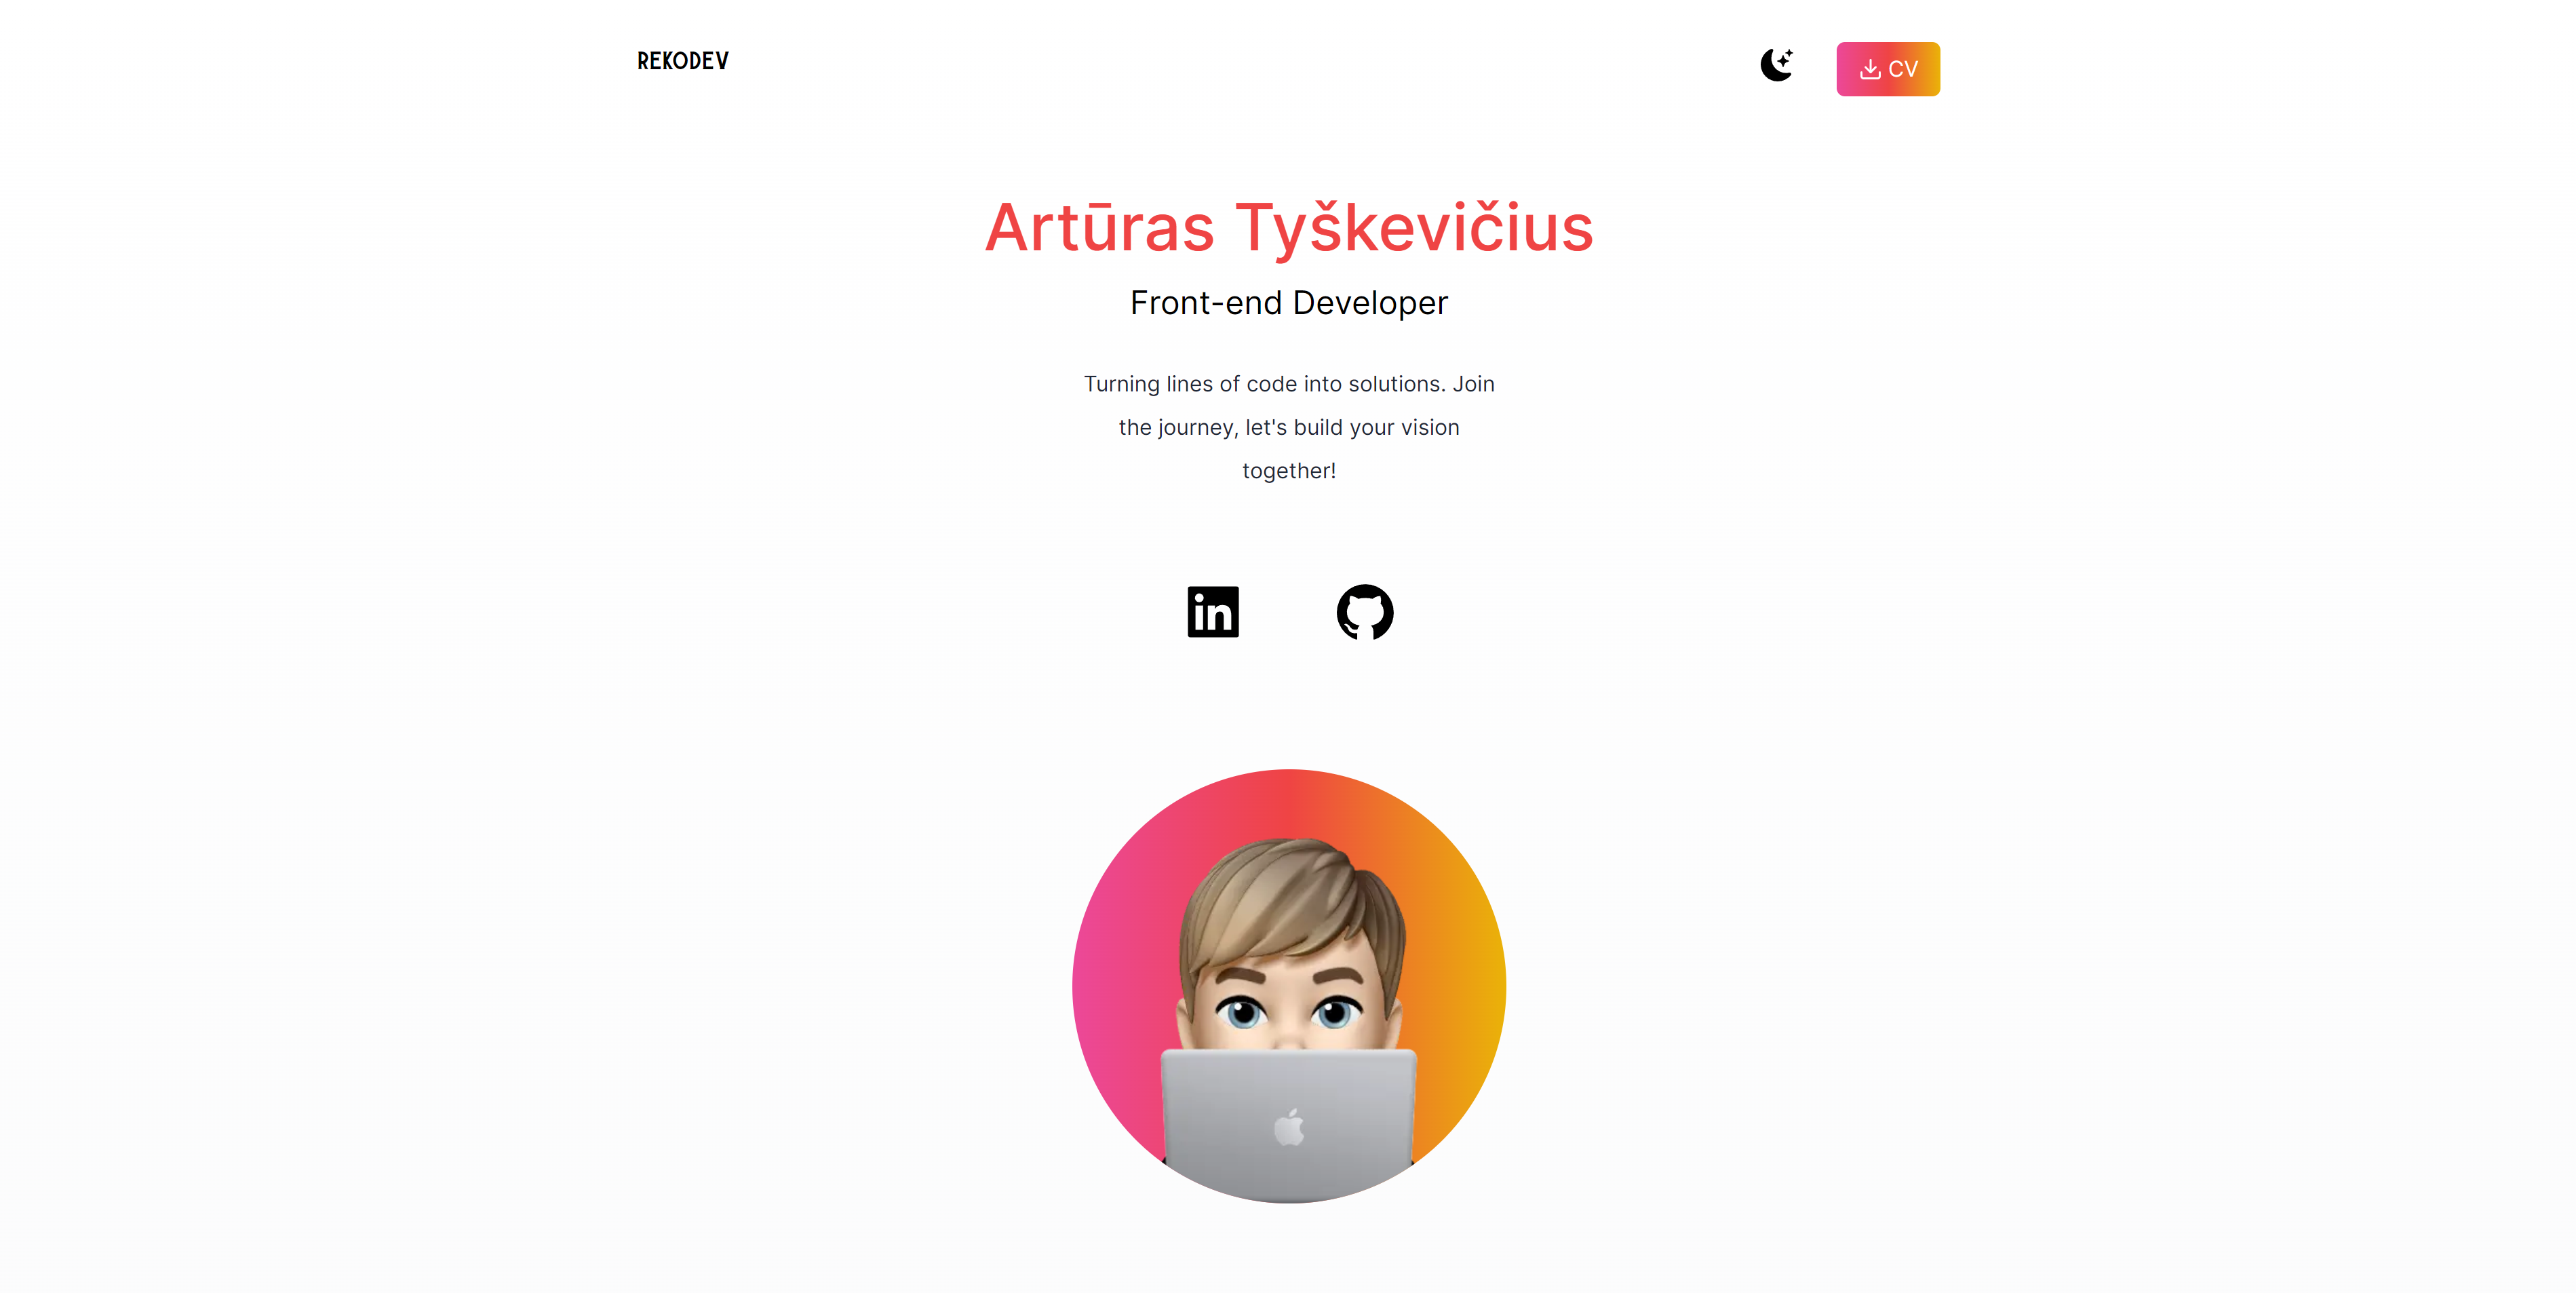 REKODEV
CV
Artūras Tyškevičius
Front-end Developer
Turning lines of code into solutions. Join
the journey, let's build your vision
together!
in